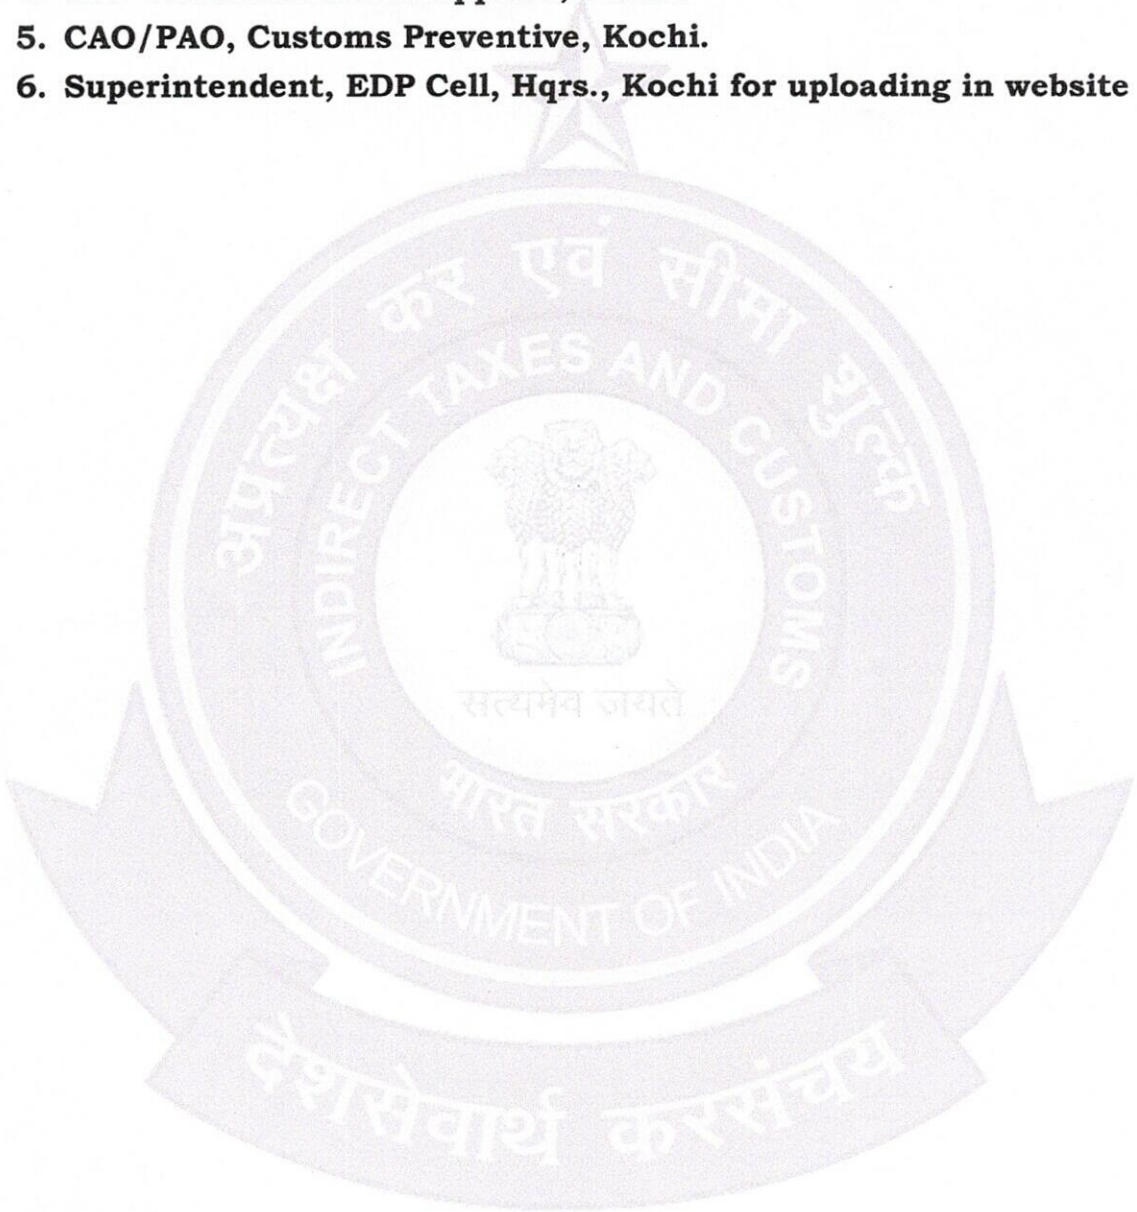 5. CAO/PAO, Customs Preventive, Kochi.
6. Superintendent, EDP Cell, Hqrs., Kochi for uploading in website
अप्रत्यक्ष कर एवं सीमा शुल्क
INDIRECT TAXES AND CUSTOMS
सत्यमेव जयते
भारत सरकार
GOVERNMENT OF INDIA
देशसेवार्थ करसंचय